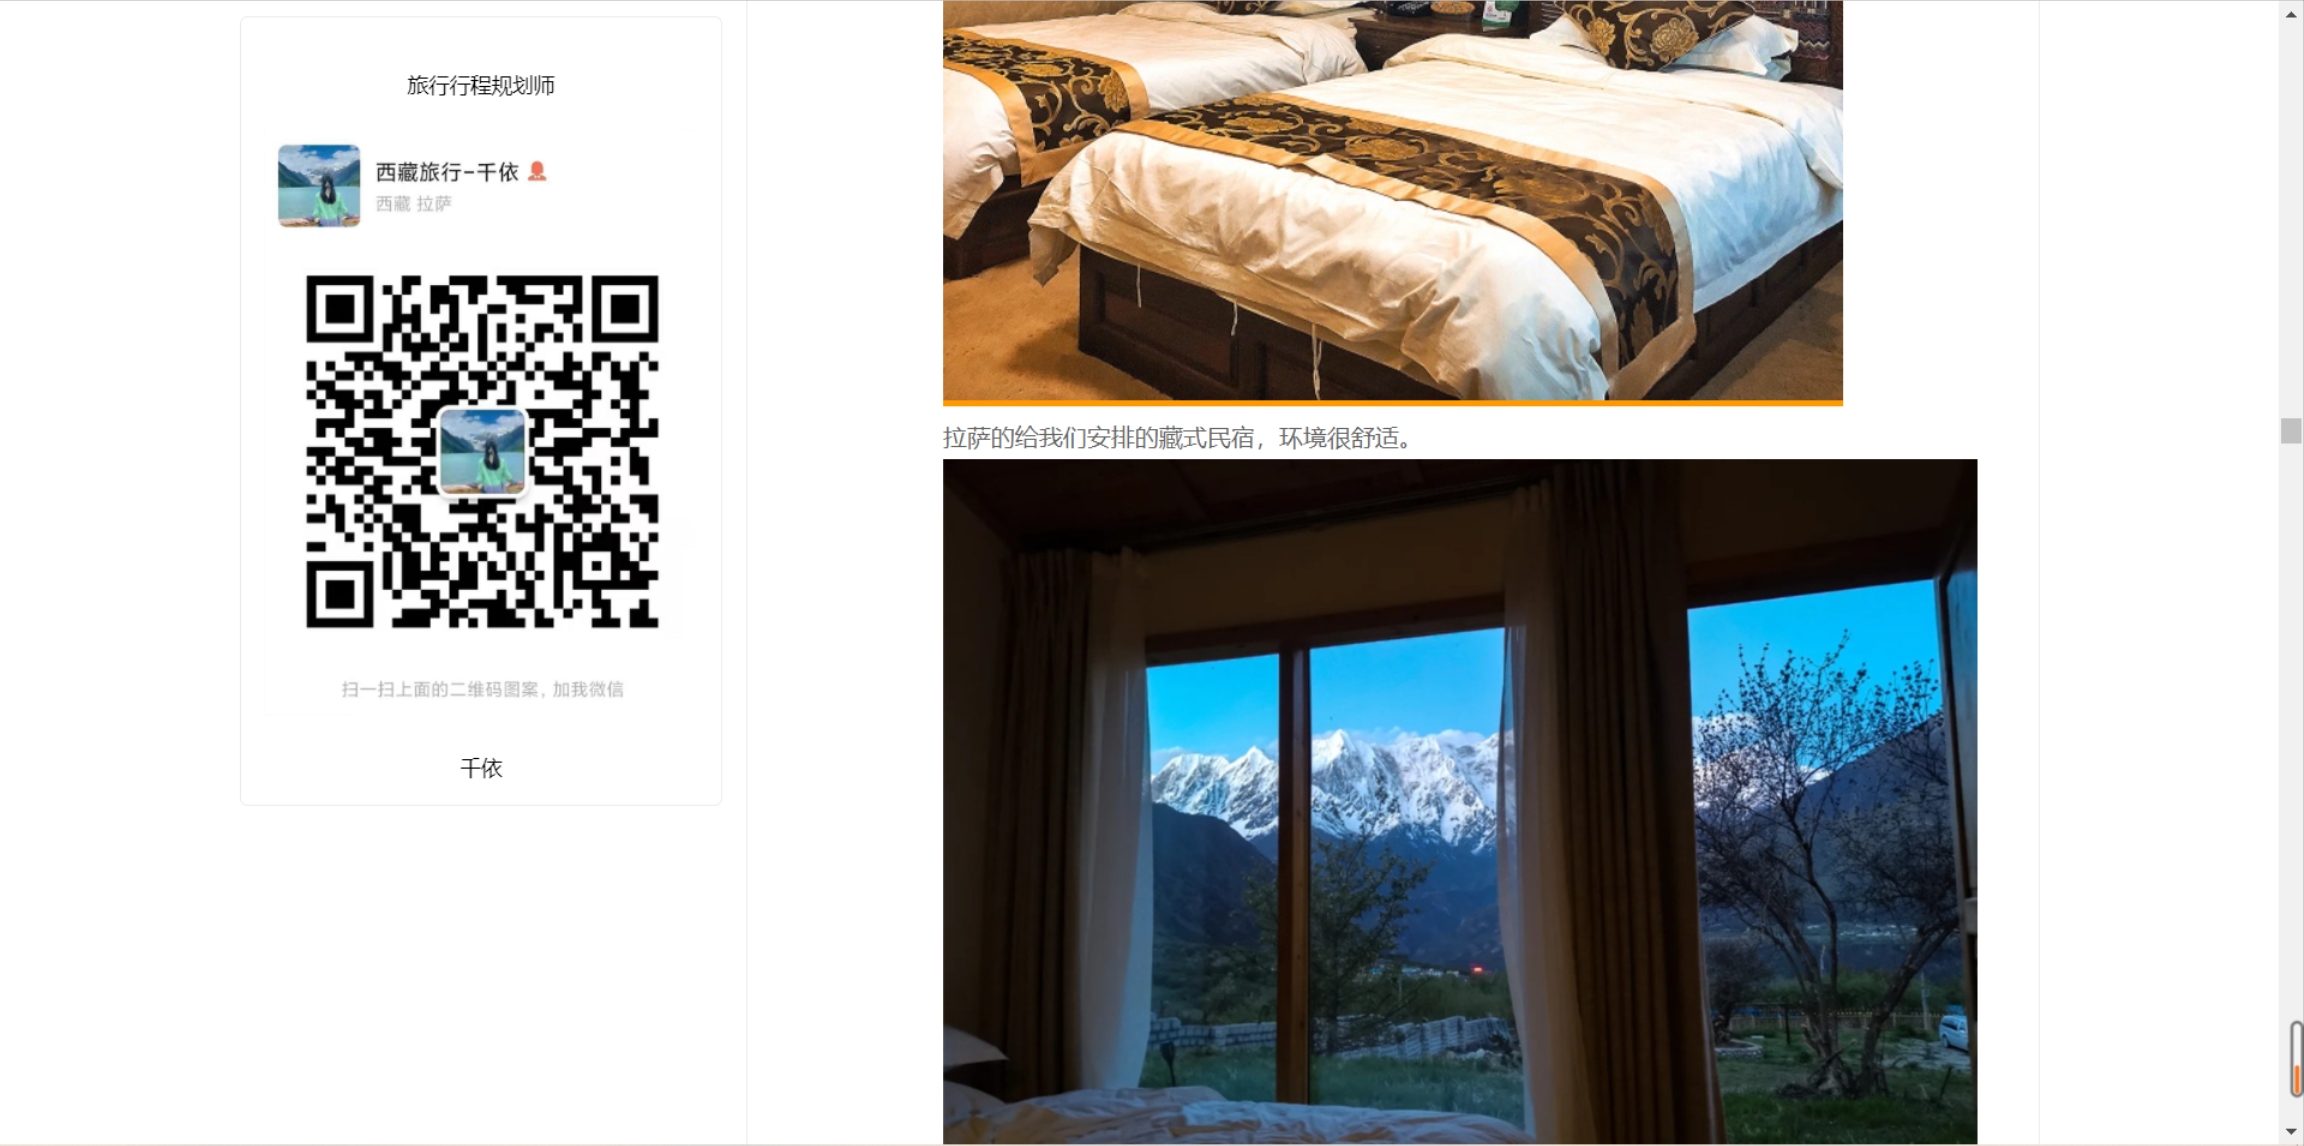 旅行行程规划师
西藏旅行-千依
西藏 拉萨
扫一扫上面的二维码图案，加我微信
千依
拉萨的给我们安排的藏式民宿，环境很舒适。